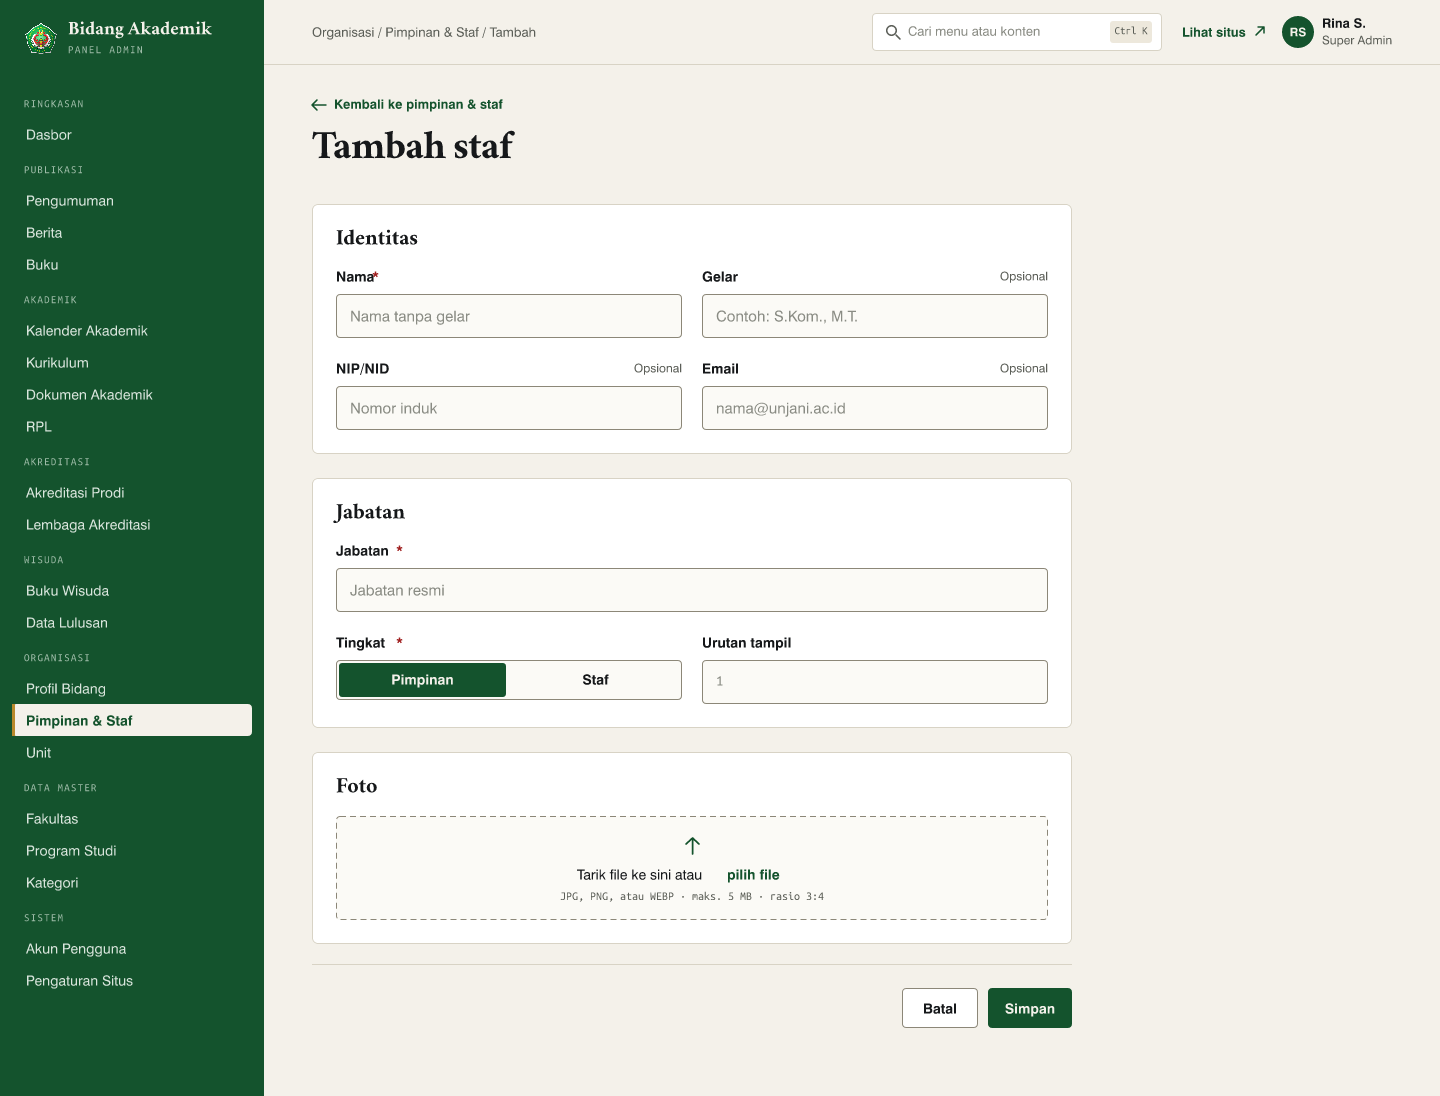 Bidang Akademik
PANEL ADMIN
RINGKASAN
Dasbor
PUBLIKASI
Pengumuman
Berita
Buku
AKADEMIK
Kalender Akademik
Kurikulum
Dokumen Akademik
RPL
AKREDITASI
Akreditasi Prodi
Lembaga Akreditasi
WISUDA
Buku Wisuda
Data Lulusan
ORGANISASI
Profil Bidang
Pimpinan & Staf
Unit
DATA MASTER
Fakultas
Program Studi
Kategori
SISTEM
Akun Pengguna
Pengaturan Situs
Organisasi / Pimpinan & Staf / Tambah
Cari menu atau konten
Ctrl K
Lihat situs
RS
Rina S.
Super Admin
Kembali ke pimpinan & staf
Tambah staf
Identitas
Nama*
Nama tanpa gelar
Gelar Opsional
Contoh: S.Kom., M.T.
NIP/NID Opsional
Nomor induk
Email Opsional
nama@unjani.ac.id
Jabatan
Jabatan *
Jabatan resmi
Tingkat *
Pimpinan Staf
Urutan tampil
1
Foto
Tarik file ke sini atau pilih file
JPG, PNG, atau WEBP · maks. 5 MB · rasio 3:4
Batal
Simpan